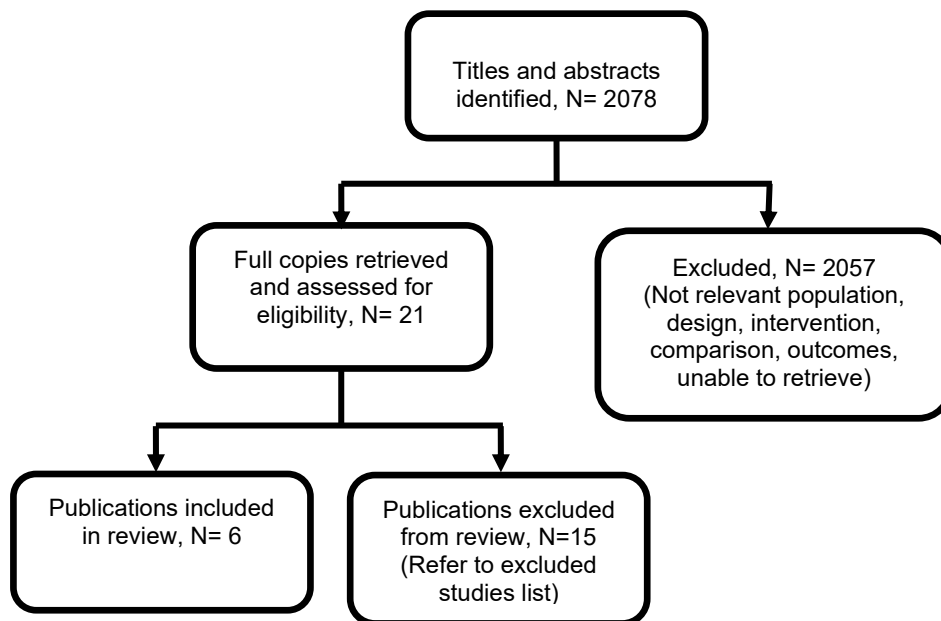 Titles and abstracts
identified, N= 2078
Full copies retrieved
and assessed for
eligibility, N= 21
Excluded, N= 2057
(Not relevant population,
design, intervention,
comparison, outcomes,
unable to retrieve)
Publications included
in review, N= 6
Publications excluded
from review, N=15
(Refer to excluded
studies list)